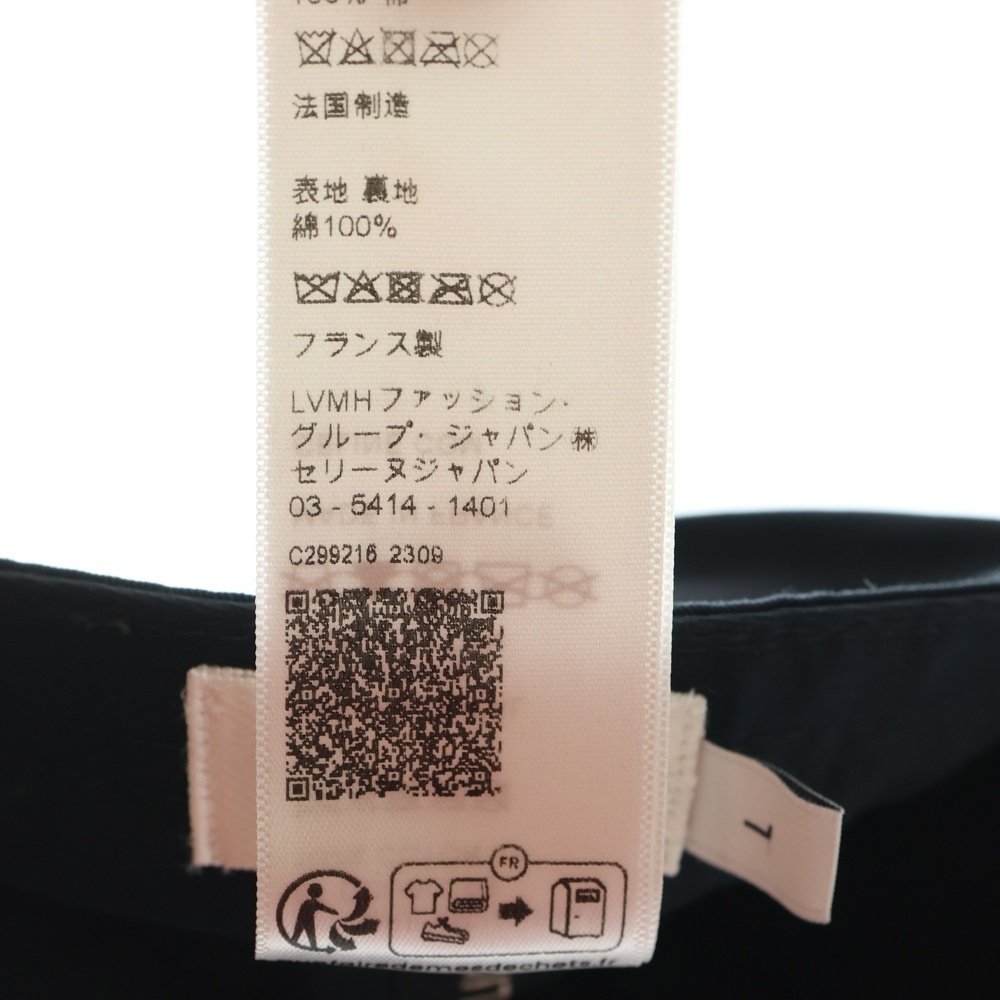 100% 棉
法国制造
表地 裏地
綿100%
フランス製
LVMHファッション・
グループ・ジャパン㈱
セリーヌジャパン
03 - 5414 - 1401
C299216 2309
FR